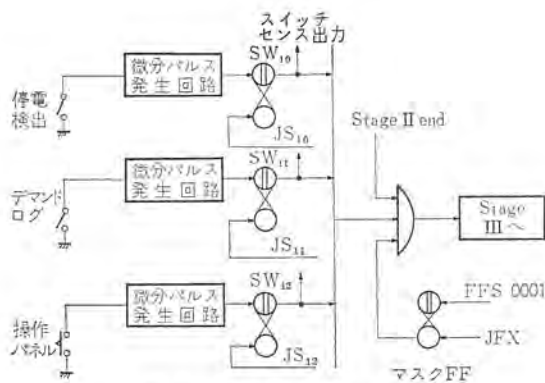 スイッチ
センス出力
微分パルス
発生回路
SW₁₀
停電
検出
JS₁₀
Stage II end
微分パルス
発生回路
SW₁₁
デマンド
ログ
JS₁₁
Stage
IIIへ
微分パルス
発生回路
SW₁₂
FFS 0001
操作
パネル
JS₁₂
JFX
マスクFF